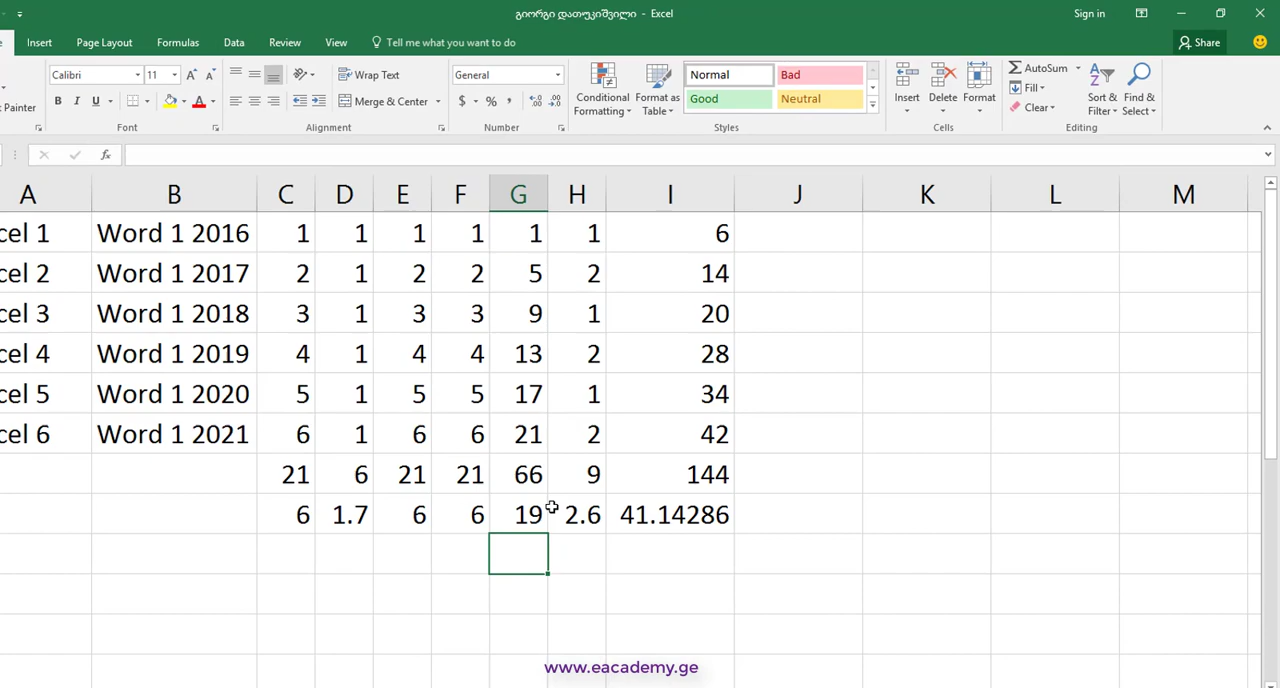 გიორგი დათუკიშვილი - Excel
Sign in
Insert Page Layout Formulas Data Review View Tell me what you want to do
Share
Painter
Calibri 11 A A
B I U A
Font
Wrap Text
Merge & Center
Alignment
General
$ % ,
Number
Conditional Formatting
Format as Table
Normal Bad
Good Neutral
Styles
Insert Delete Format
Cells
AutoSum
Fill
Clear
Sort & Filter
Find & Select
Editing
fx
A B C D E F G H I J K L M
cel 1 Word 1 2016 1 1 1 1 1 1 6
cel 2 Word 1 2017 2 1 2 2 5 2 14
cel 3 Word 1 2018 3 1 3 3 9 1 20
cel 4 Word 1 2019 4 1 4 4 13 2 28
cel 5 Word 1 2020 5 1 5 5 17 1 34
cel 6 Word 1 2021 6 1 6 6 21 2 42
21 6 21 21 66 9 144
6 1.7 6 6 19 2.6 41.14286
www.eacademy.ge